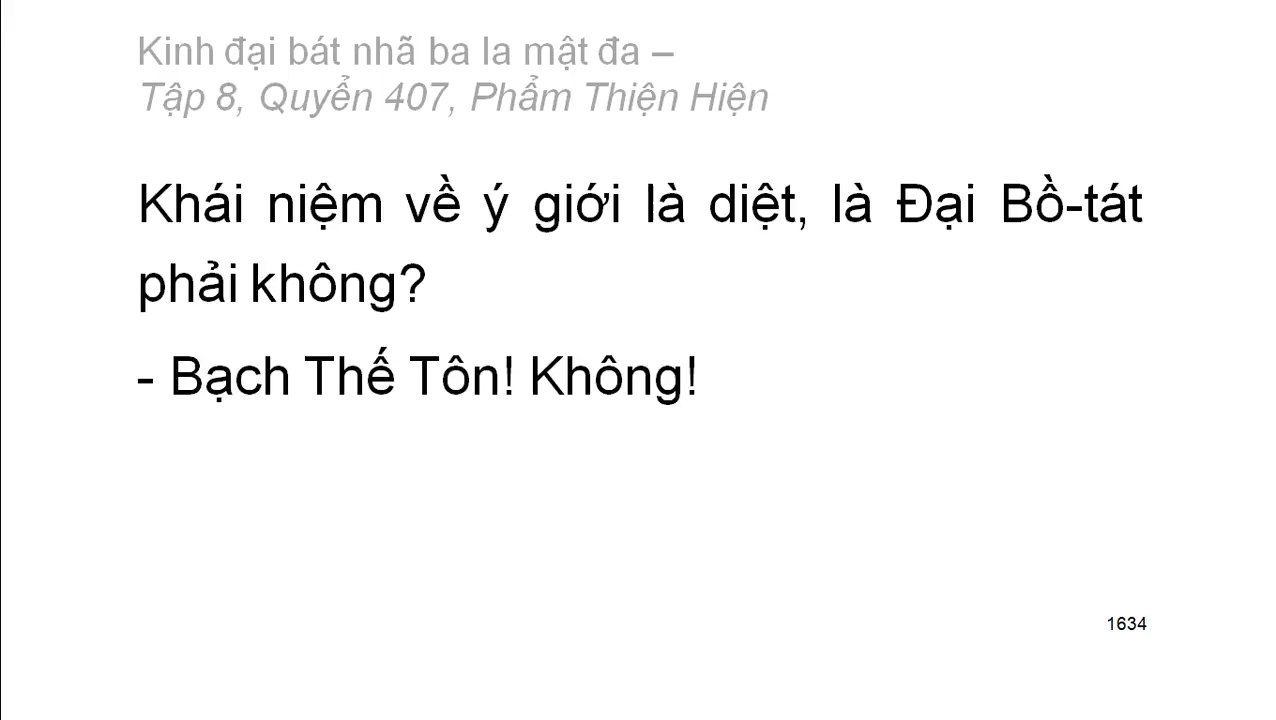 Kinh đại bát nhã ba la mật đa –
Tập 8, Quyển 407, Phẩm Thiện Hiện
Khái niệm về ý giới là diệt, là Đại Bồ-tát
phải không?
- Bạch Thế Tôn! Không!
1634